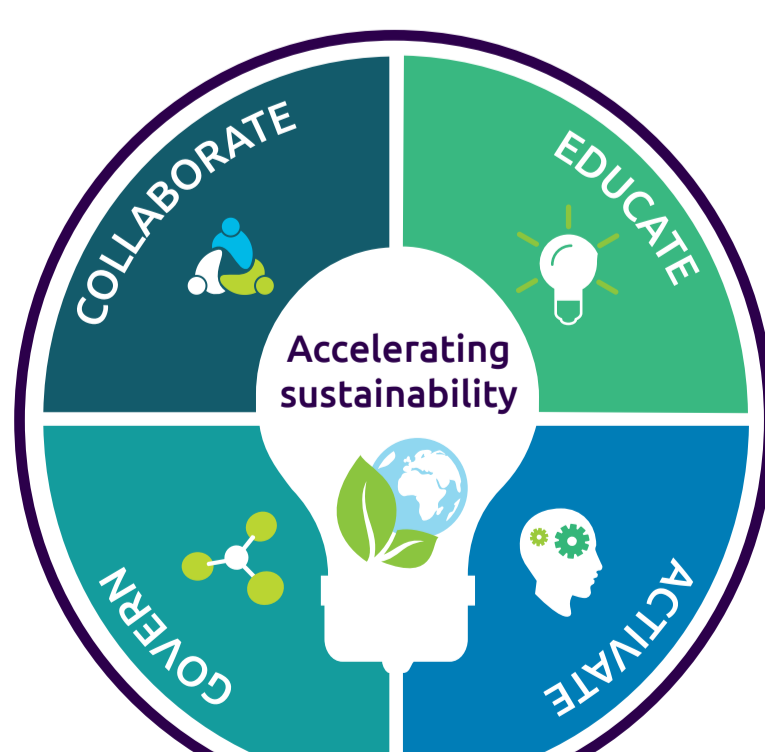 COLLABORATE
EDUCATE
Accelerating
sustainability
GOVERN
ACTIVATE